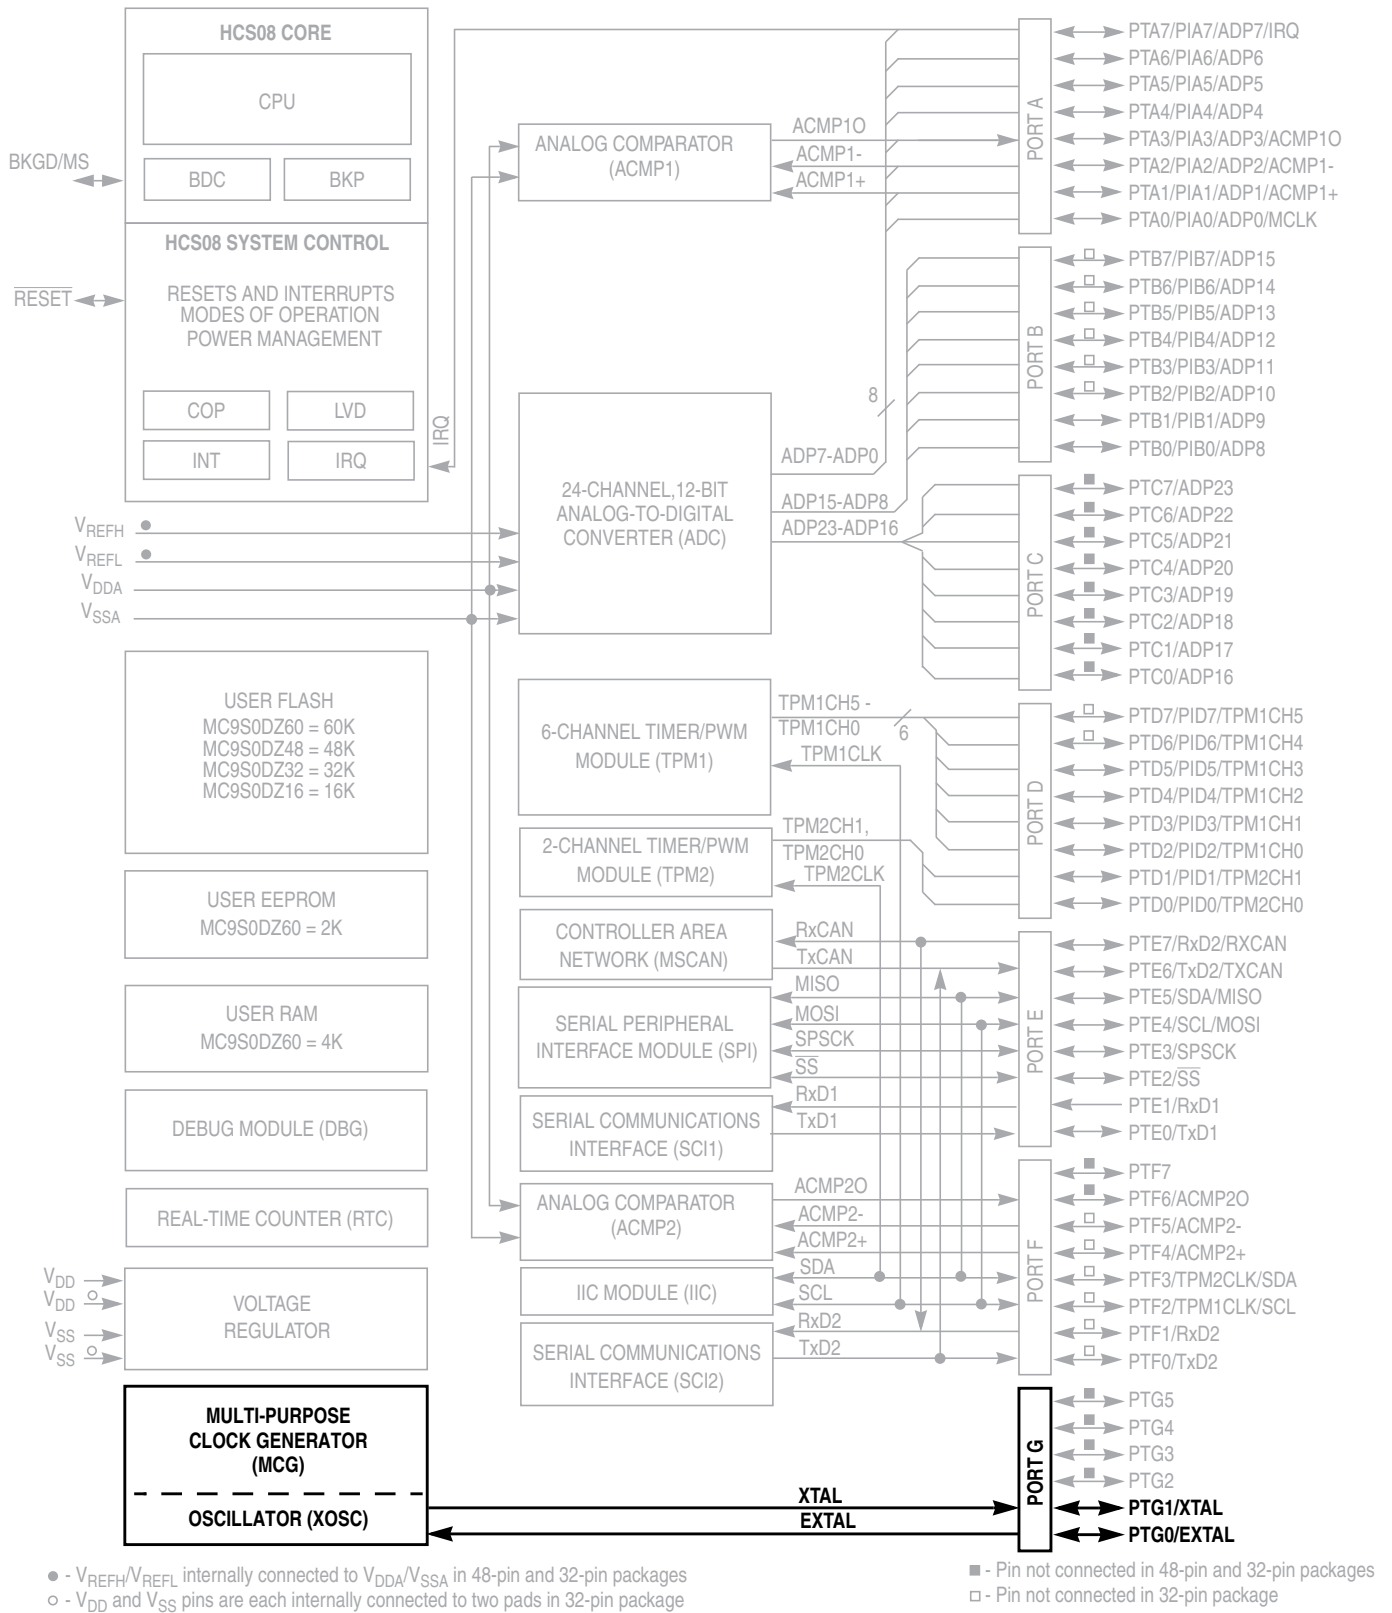 HCS08 CORE
CPU
BDC
BKP
BKGD/MS
HCS08 SYSTEM CONTROL
RESETS AND INTERRUPTS
MODES OF OPERATION
POWER MANAGEMENT
RESET
COP
LVD
INT
IRQ
IRQ
VREFH
VREFL
VDDA
VSSA
USER FLASH
MC9S0DZ60 = 60K
MC9S0DZ48 = 48K
MC9S0DZ32 = 32K
MC9S0DZ16 = 16K
USER EEPROM
MC9S0DZ60 = 2K
USER RAM
MC9S0DZ60 = 4K
DEBUG MODULE (DBG)
REAL-TIME COUNTER (RTC)
VDD
VDD
VSS
VSS
VOLTAGE
REGULATOR
MULTI-PURPOSE
CLOCK GENERATOR
(MCG)
OSCILLATOR (XOSC)
ANALOG COMPARATOR
(ACMP1)
ACMP1O
ACMP1-
ACMP1+
24-CHANNEL,12-BIT
ANALOG-TO-DIGITAL
CONVERTER (ADC)
8
ADP7-ADP0
ADP15-ADP8
ADP23-ADP16
6-CHANNEL TIMER/PWM
MODULE (TPM1)
TPM1CH5 -
TPM1CH0
6
TPM1CLK
2-CHANNEL TIMER/PWM
MODULE (TPM2)
TPM2CH1,
TPM2CH0
TPM2CLK
CONTROLLER AREA
NETWORK (MSCAN)
RxCAN
TxCAN
SERIAL PERIPHERAL
INTERFACE MODULE (SPI)
MISO
MOSI
SPSCK
SS
SERIAL COMMUNICATIONS
INTERFACE (SCI1)
RxD1
TxD1
ANALOG COMPARATOR
(ACMP2)
ACMP2O
ACMP2-
ACMP2+
IIC MODULE (IIC)
SDA
SCL
SERIAL COMMUNICATIONS
INTERFACE (SCI2)
RxD2
TxD2
XTAL
EXTAL
PORT A
PTA7/PIA7/ADP7/IRQ
PTA6/PIA6/ADP6
PTA5/PIA5/ADP5
PTA4/PIA4/ADP4
PTA3/PIA3/ADP3/ACMP1O
PTA2/PIA2/ADP2/ACMP1-
PTA1/PIA1/ADP1/ACMP1+
PTA0/PIA0/ADP0/MCLK
PORT B
PTB7/PIB7/ADP15
PTB6/PIB6/ADP14
PTB5/PIB5/ADP13
PTB4/PIB4/ADP12
PTB3/PIB3/ADP11
PTB2/PIB2/ADP10
PTB1/PIB1/ADP9
PTB0/PIB0/ADP8
PORT C
PTC7/ADP23
PTC6/ADP22
PTC5/ADP21
PTC4/ADP20
PTC3/ADP19
PTC2/ADP18
PTC1/ADP17
PTC0/ADP16
PORT D
PTD7/PID7/TPM1CH5
PTD6/PID6/TPM1CH4
PTD5/PID5/TPM1CH3
PTD4/PID4/TPM1CH2
PTD3/PID3/TPM1CH1
PTD2/PID2/TPM1CH0
PTD1/PID1/TPM2CH1
PTD0/PID0/TPM2CH0
PORT E
PTE7/RxD2/RXCAN
PTE6/TxD2/TXCAN
PTE5/SDA/MISO
PTE4/SCL/MOSI
PTE3/SPSCK
PTE2/SS
PTE1/RxD1
PTE0/TxD1
PORT F
PTF7
PTF6/ACMP2O
PTF5/ACMP2-
PTF4/ACMP2+
PTF3/TPM2CLK/SDA
PTF2/TPM1CLK/SCL
PTF1/RxD2
PTF0/TxD2
PORT G
PTG5
PTG4
PTG3
PTG2
PTG1/XTAL
PTG0/EXTAL
● - VREFH/VREFL internally connected to VDDA/VSSA in 48-pin and 32-pin packages
○ - VDD and VSS pins are each internally connected to two pads in 32-pin package
■ - Pin not connected in 48-pin and 32-pin packages
□ - Pin not connected in 32-pin package